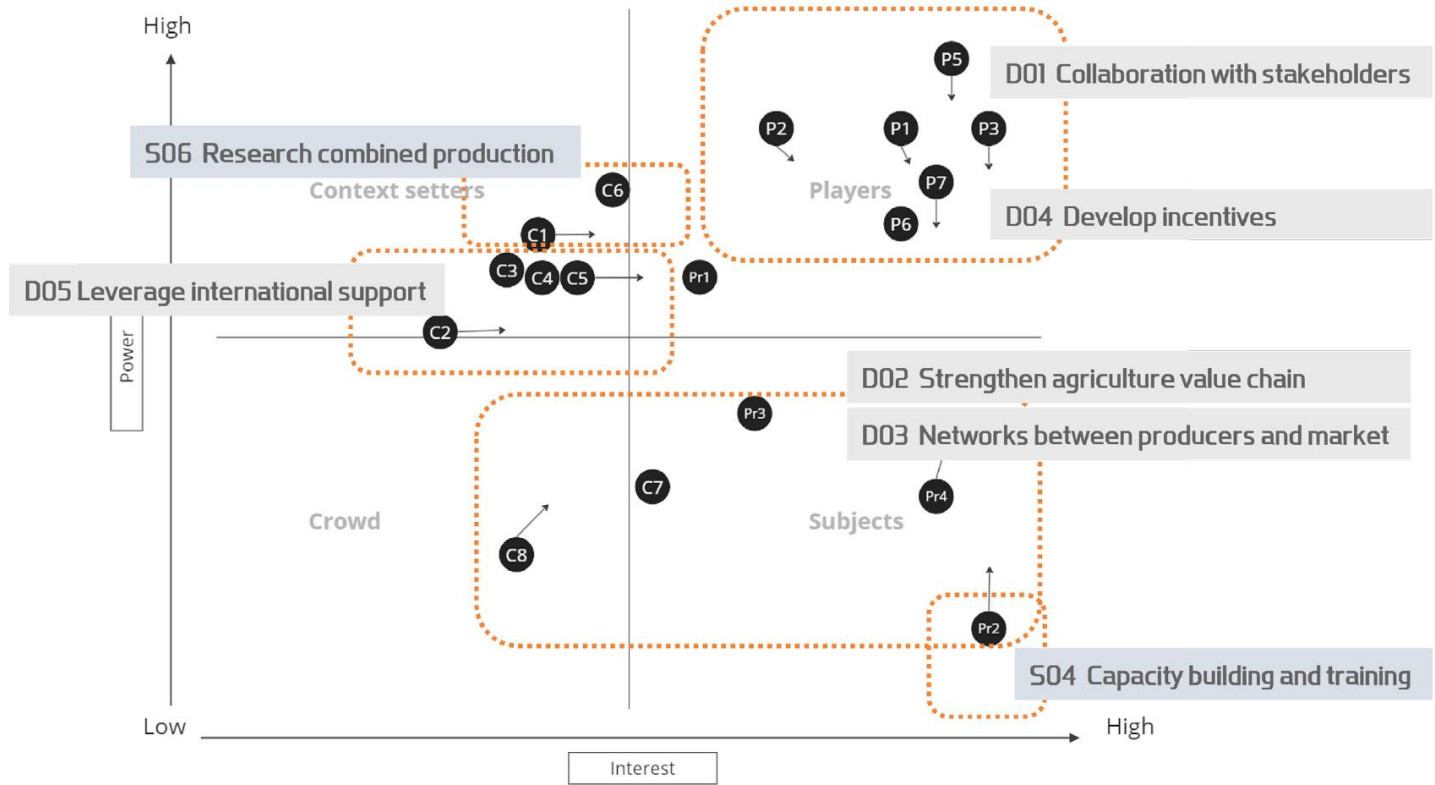 High
P5
D01 Collaboration with stakeholders
P2
P1
P3
S06 Research combined production
Context setters
C6
Players
P7
P6
D04 Develop incentives
C1
C3
C4
C5
Pr1
D05 Leverage international support
C2
Power
D02 Strengthen agriculture value chain
Pr3
D03 Networks between producers and market
C7
Pr4
Crowd
Subjects
C8
Pr2
S04 Capacity building and training
Low
High
Interest